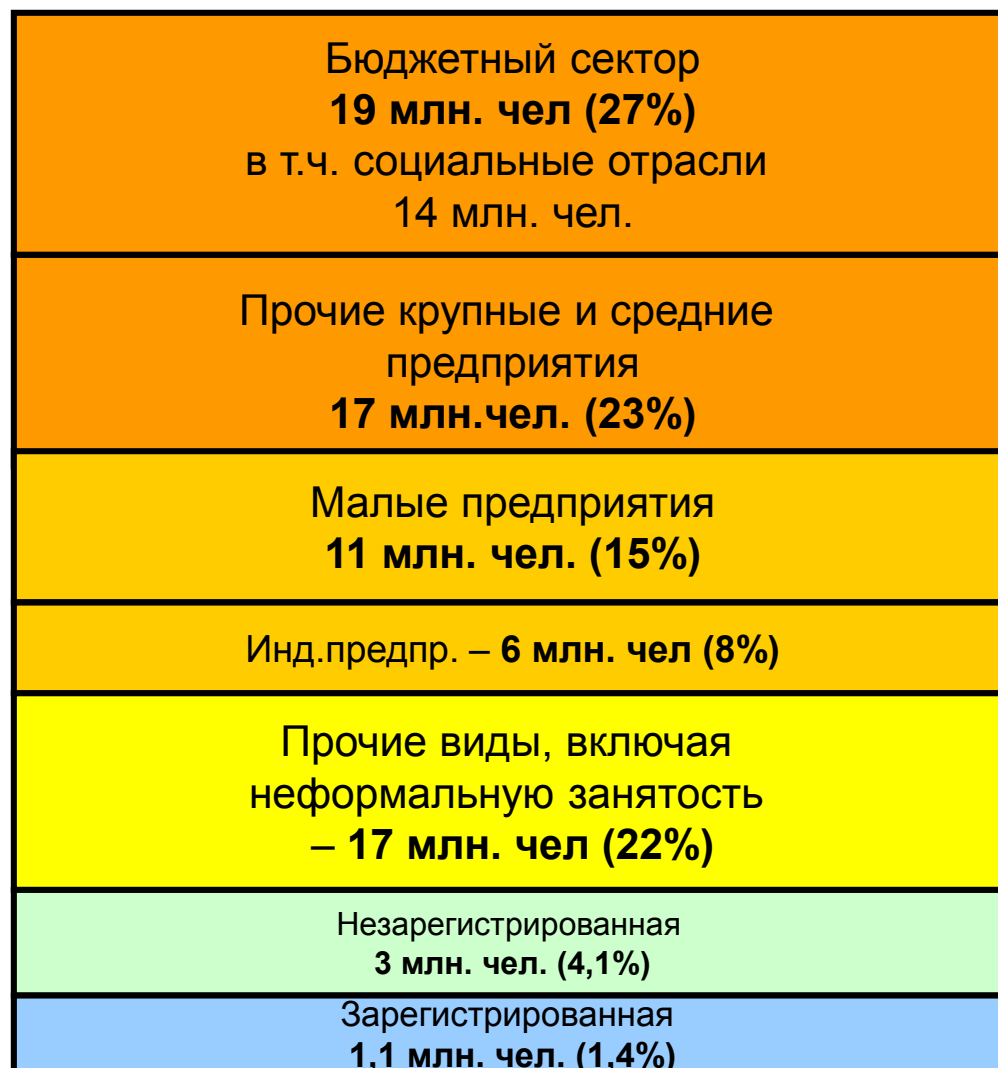 Бюджетный сектор
19 млн. чел (27%)
в т.ч. социальные отрасли
14 млн. чел.
Прочие крупные и средние
предприятия
17 млн.чел. (23%)
Малые предприятия
11 млн. чел. (15%)
Инд.предпр. – 6 млн. чел (8%)
Прочие виды, включая
неформальную занятость
– 17 млн. чел (22%)
Незарегистрированная
3 млн. чел. (4,1%)
Зарегистрированная
1,1 млн. чел. (1,4%)